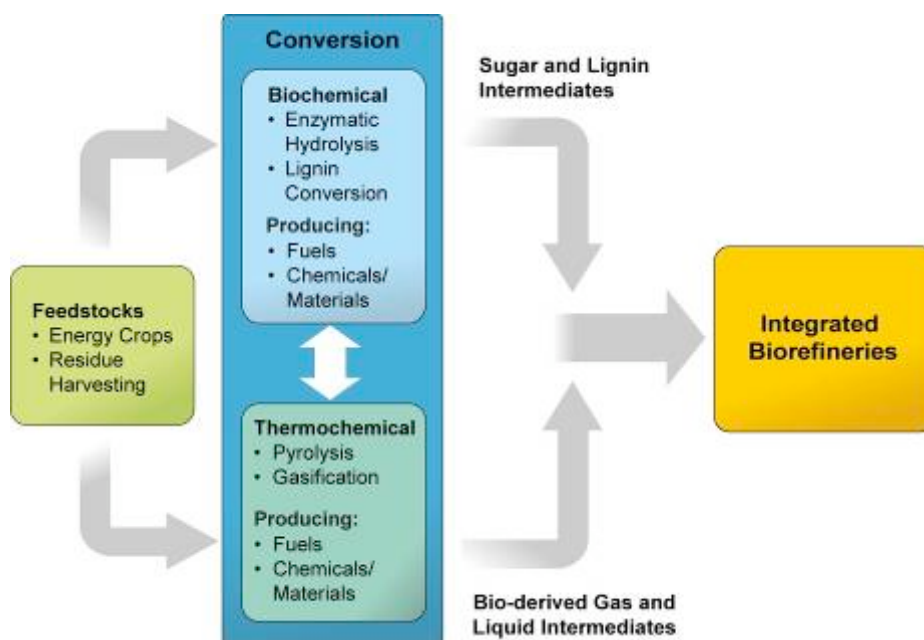 Conversion
Biochemical
• Enzymatic
Hydrolysis
• Lignin
Conversion
Producing:
• Fuels
• Chemicals/
Materials
Sugar and Lignin
Intermediates
Feedstocks
• Energy Crops
• Residue
Harvesting
Integrated
Biorefineries
Thermochemical
• Pyrolysis
• Gasification
Producing:
• Fuels
• Chemicals/
Materials
Bio-derived Gas and
Liquid Intermediates